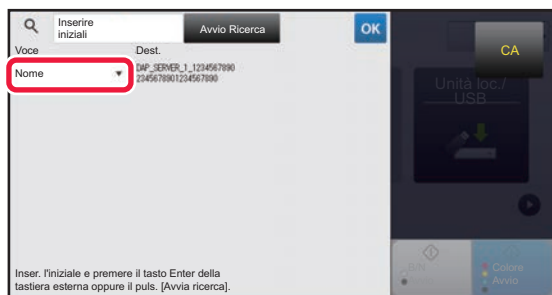 Inserire
iniziali
Avvio Ricerca
OK
CA
Voce
Dest.
Nome
DAP_SERVER_1_1234567890
2345678901234567890
Unità loc./
USB
B/N
Colore
Avvio
Inser. l'iniziale e premere il tasto Enter della
tastiera esterna oppure il puls. [Avvia ricerca].